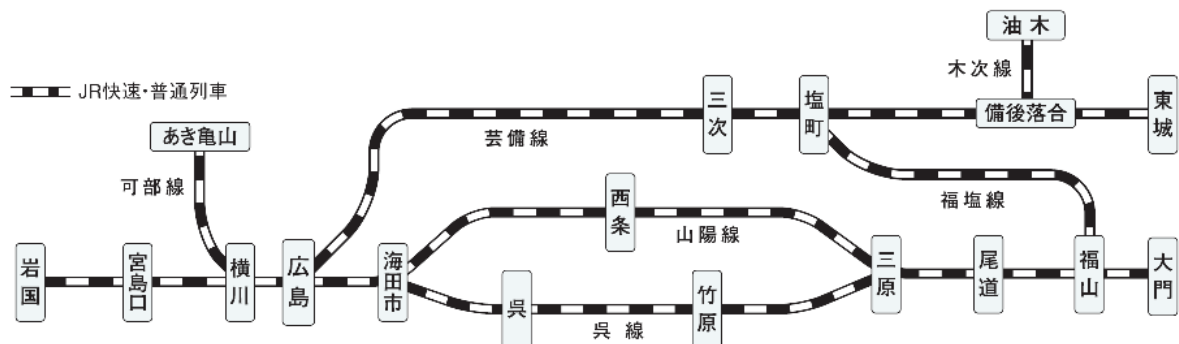 油木
木次線
JR快速・普通列車
三次
塩町
備後落合
東城
あき亀山
芸備線
可部線
福塩線
西条
山陽線
岩国
宮島口
横川
広島
海田市
三原
尾道
福山
大門
呉
竹原
呉線